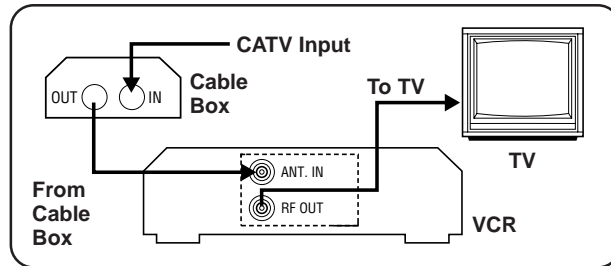 CATV Input
OUT
IN
Cable
Box
To TV
TV
ANT. IN
RF OUT
From
Cable
Box
VCR